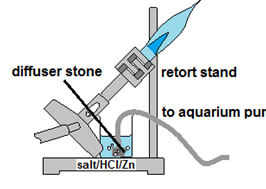 diffuser stone
retort stand
to aquarium pur
salt/HCl/Zn